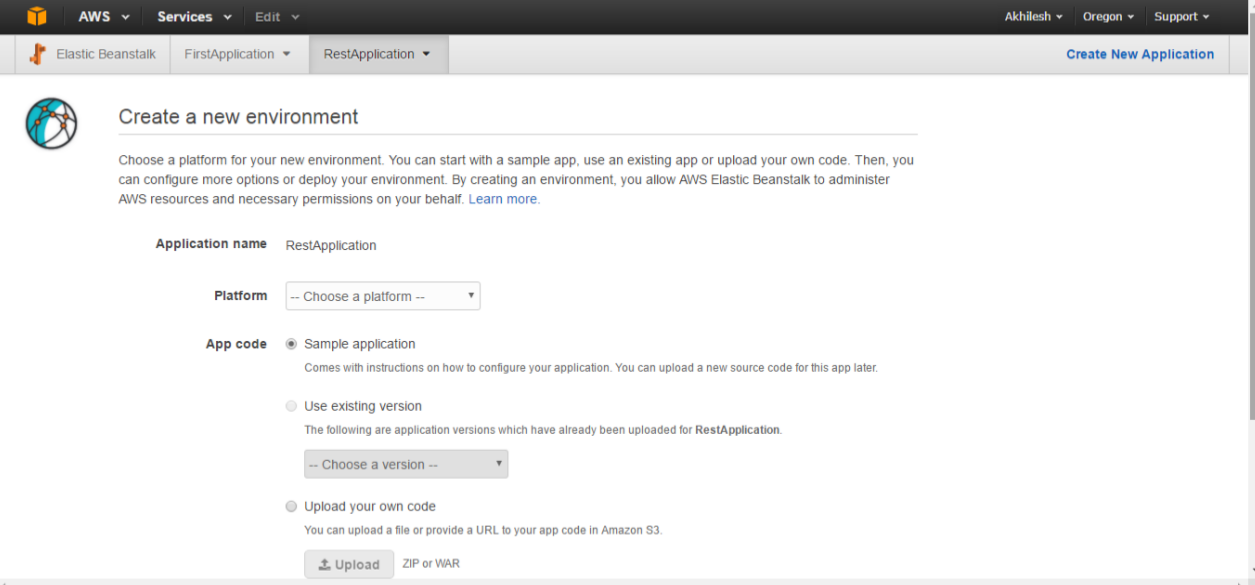 AWS Services Edit Akhilesh Oregon Support
Elastic Beanstalk FirstApplication RestApplication Create New Application
Create a new environment
Choose a platform for your new environment. You can start with a sample app, use an existing app or upload your own code. Then, you
can configure more options or deploy your environment. By creating an environment, you allow AWS Elastic Beanstalk to administer
AWS resources and necessary permissions on your behalf. Learn more.
Application name RestApplication
Platform -- Choose a platform --
App code Sample application
Comes with instructions on how to configure your application. You can upload a new source code for this app later.
Use existing version
The following are application versions which have already been uploaded for RestApplication.
-- Choose a version --
Upload your own code
You can upload a file or provide a URL to your app code in Amazon S3.
Upload ZIP or WAR